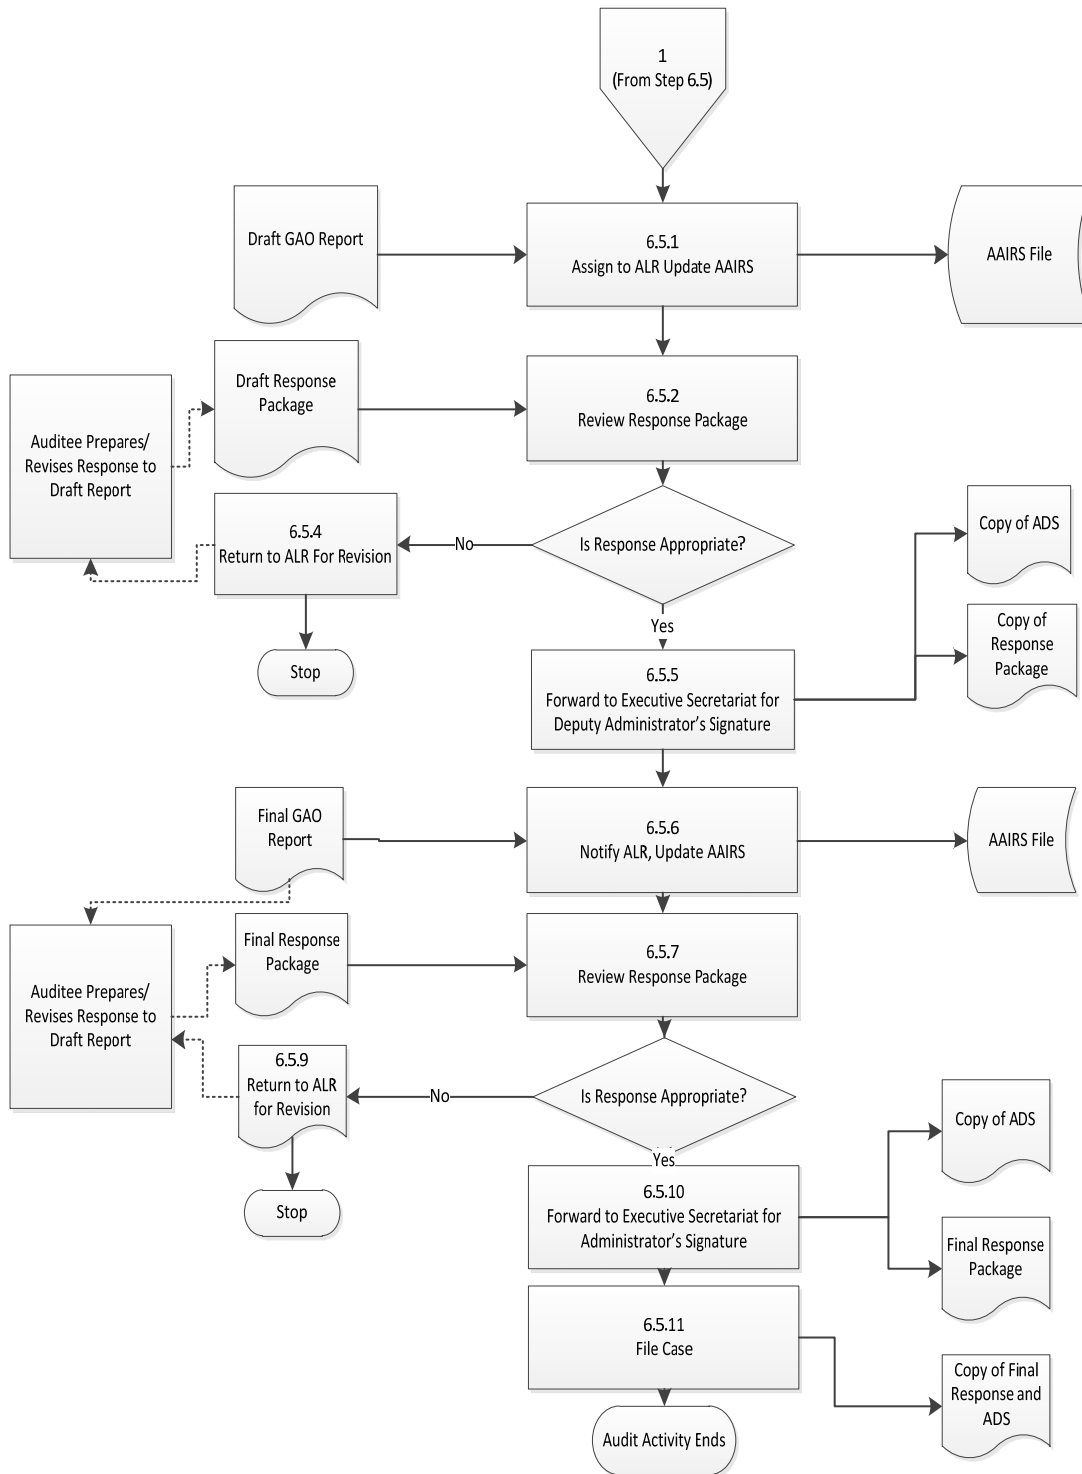 1
(From Step 6.5)
Draft GAO Report
6.5.1
Assign to ALR Update AAIRS
AAIRS File
Draft Response
Package
6.5.2
Review Response Package
Auditee Prepares/
Revises Response to
Draft Report
6.5.4
Return to ALR For Revision
No
Is Response Appropriate?
Copy of ADS
Yes
Copy of
Response
Package
Stop
6.5.5
Forward to Executive Secretariat for
Deputy Administrator's Signature
Final GAO
Report
6.5.6
Notify ALR, Update AAIRS
AAIRS File
Final Response
Package
6.5.7
Review Response Package
Auditee Prepares/
Revises Response to
Draft Report
6.5.9
Return to ALR
for Revision
No
Is Response Appropriate?
Copy of ADS
Yes
Stop
6.5.10
Forward to Executive Secretariat for
Administrator's Signature
Final Response
Package
6.5.11
File Case
Copy of Final
Response and
ADS
Audit Activity Ends